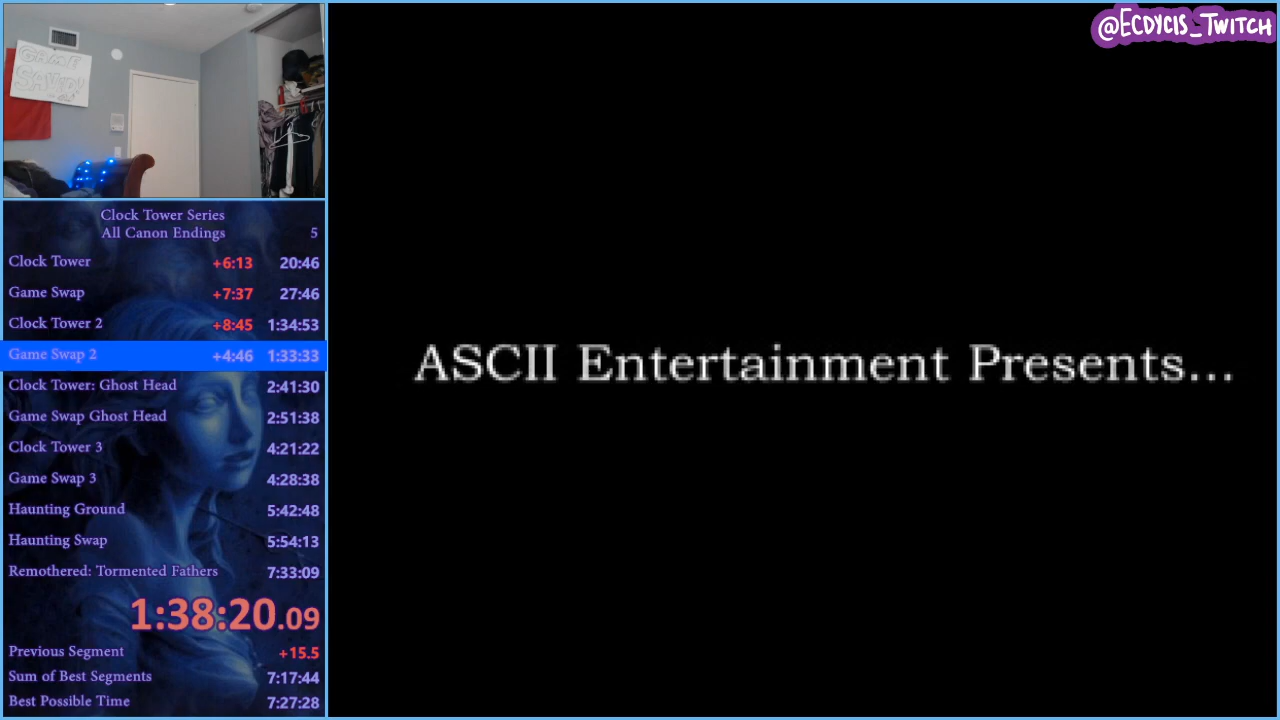 @Ecdycis_Twitch
GAME
SAVED!
ASCII Entertainment Presents...
Clock Tower Series
All Canon Endings 5
Clock Tower +6:13 20:46
Game Swap +7:37 27:46
Clock Tower 2 +8:45 1:34:53
Game Swap 2 +4:46 1:33:33
Clock Tower: Ghost Head 2:41:30
Game Swap Ghost Head 2:51:38
Clock Tower 3 4:21:22
Game Swap 3 4:28:38
Haunting Ground 5:42:48
Haunting Swap 5:54:13
Remothered: Tormented Fathers 7:33:09
1:38:20.09
Previous Segment +15.5
Sum of Best Segments 7:17:44
Best Possible Time 7:27:28